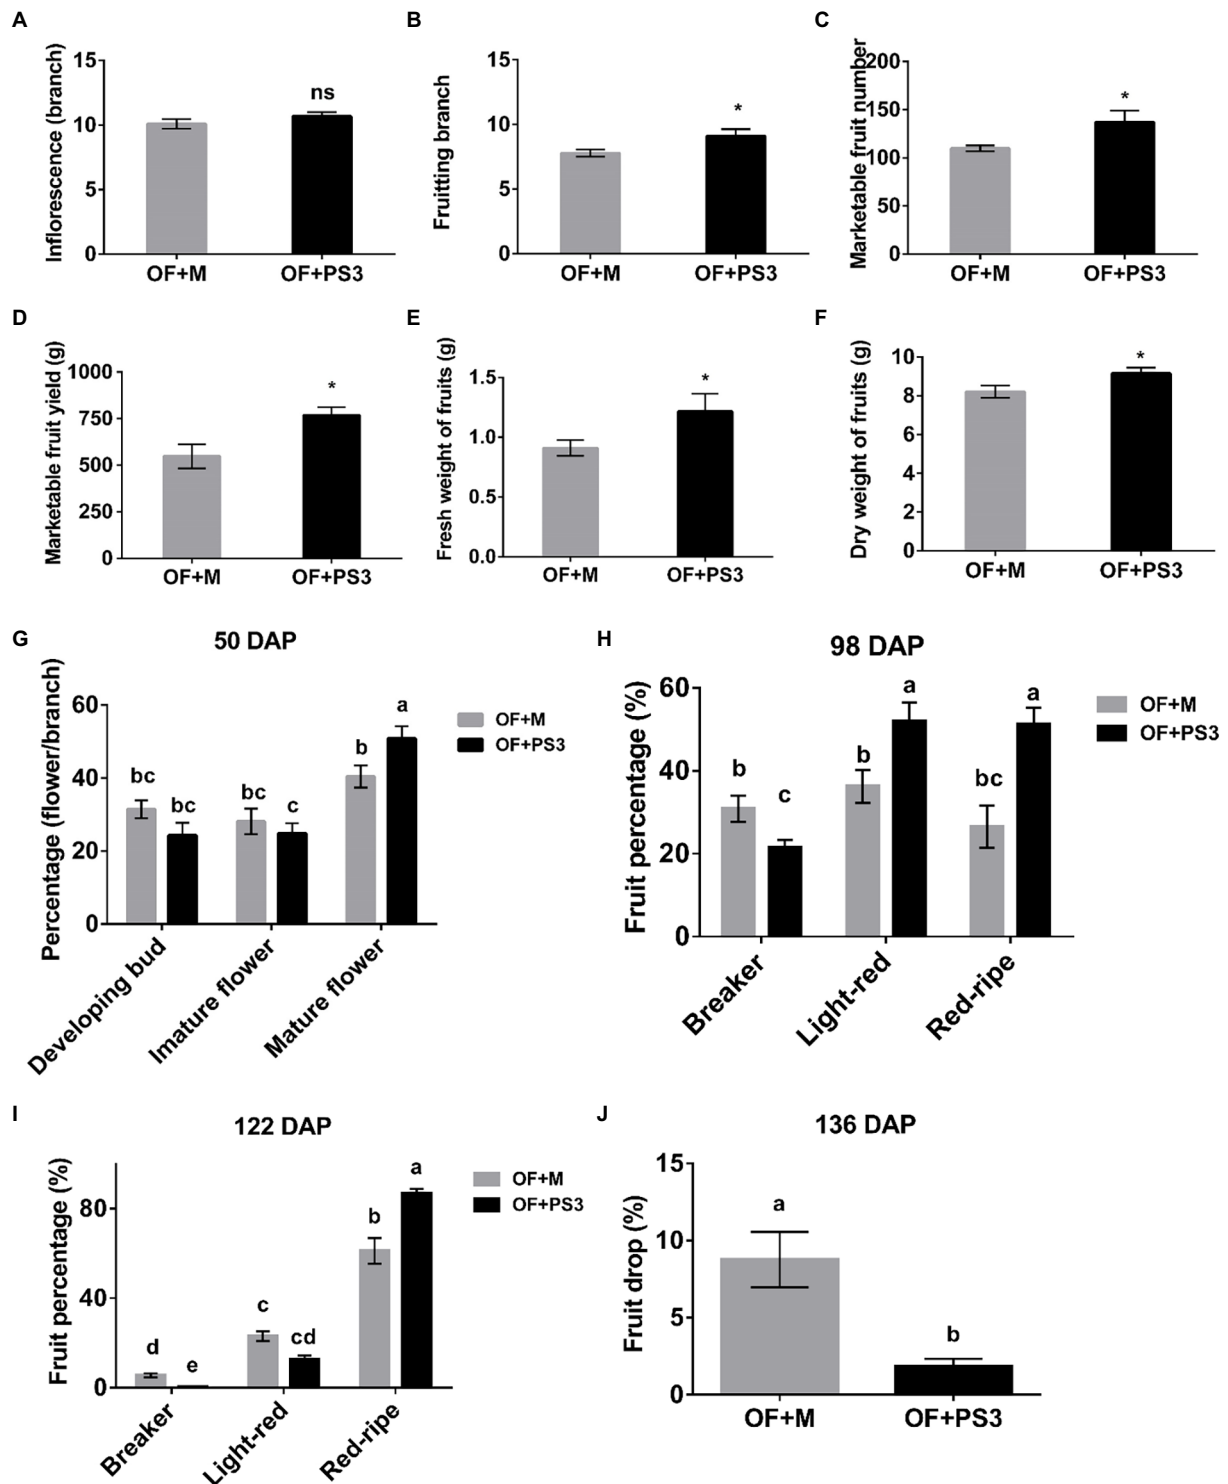 A
Inflorescence (branch)
15
10
5
0
ns
OF+M
OF+PS3
B
Fruitting branch
15
10
5
0
*
OF+M
OF+PS3
C
Marketable fruit number
200
150
100
50
0
*
OF+M
OF+PS3
D
Marketable fruit yield (g)
1000
750
500
250
0
*
OF+M
OF+PS3
E
Fresh weight of fruits (g)
1.5
1.0
0.5
0.0
*
OF+M
OF+PS3
F
Dry weight of fruits (g)
10
8
6
4
2
0
*
OF+M
OF+PS3
G
50 DAP
Percentage (flower/branch)
60
40
20
0
bc
bc
bc
c
b
a
Developing bud
Imature flower
Mature flower
OF+M
OF+PS3
H
98 DAP
Fruit percentage (%)
60
40
20
0
b
c
b
a
bc
a
Breaker
Light-red
Red-ripe
OF+M
OF+PS3
I
122 DAP
Fruit percentage (%)
80
40
0
d
e
c
cd
b
a
Breaker
Light-red
Red-ripe
OF+M
OF+PS3
J
136 DAP
Fruit drop (%)
15
10
5
0
a
b
OF+M
OF+PS3